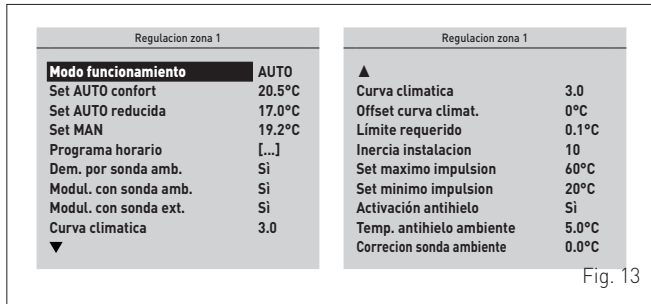 Regulacion zona 1
Modo funcionamiento AUTO
Set AUTO confort 20.5°C
Set AUTO reducida 17.0°C
Set MAN 19.2°C
Programa horario [...]
Dem. por sonda amb. Sì
Modul. con sonda amb. Sì
Modul. con sonda ext. Sì
Curva climatica 3.0
▼
Regulacion zona 1
▲
Curva climatica 3.0
Offset curva climat. 0°C
Límite requerido 0.1°C
Inercia instalacion 10
Set maximo impulsion 60°C
Set minimo impulsion 20°C
Activación antihielo Sì
Temp. antihielo ambiente 5.0°C
Correcion sonda ambiente 0.0°C
Fig. 13